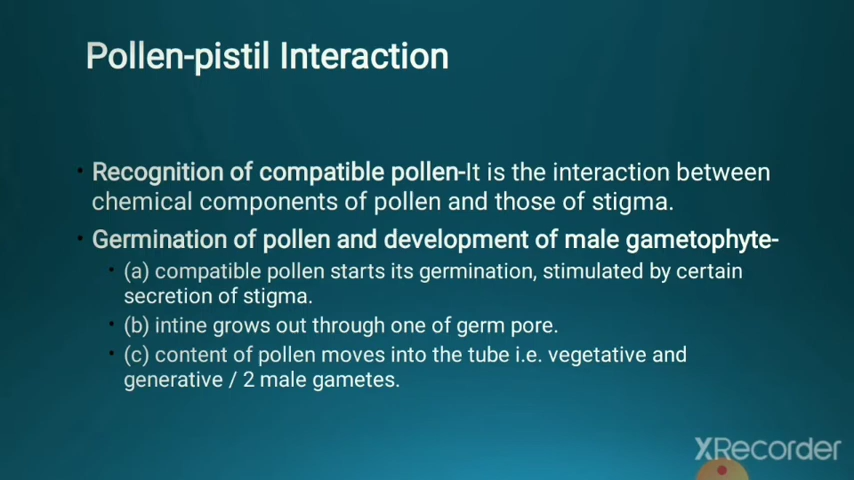 Pollen-pistil Interaction
• Recognition of compatible pollen-It is the interaction between
chemical components of pollen and those of stigma.
• Germination of pollen and development of male gametophyte-
• (a) compatible pollen starts its germination, stimulated by certain
secretion of stigma.
• (b) intine grows out through one of germ pore.
• (c) content of pollen moves into the tube i.e. vegetative and
generative / 2 male gametes.
XRecorder